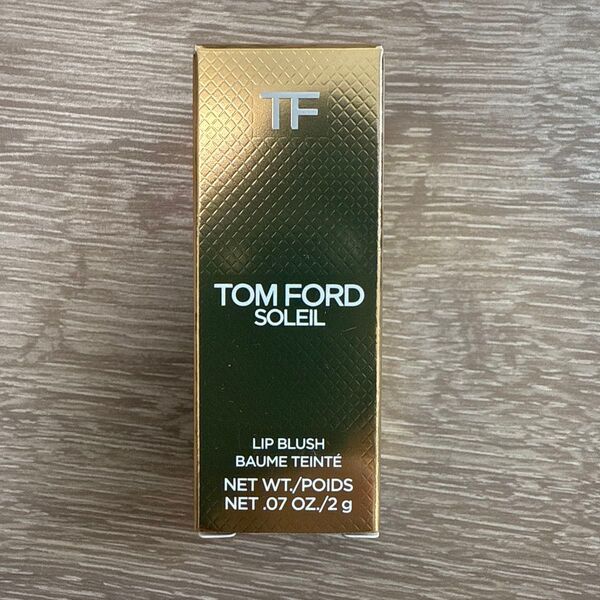 TF
TOM FORD
SOLEIL
LIP BLUSH
BAUME TEINTÉ
NET WT./POIDS
NET .07 OZ./2 g